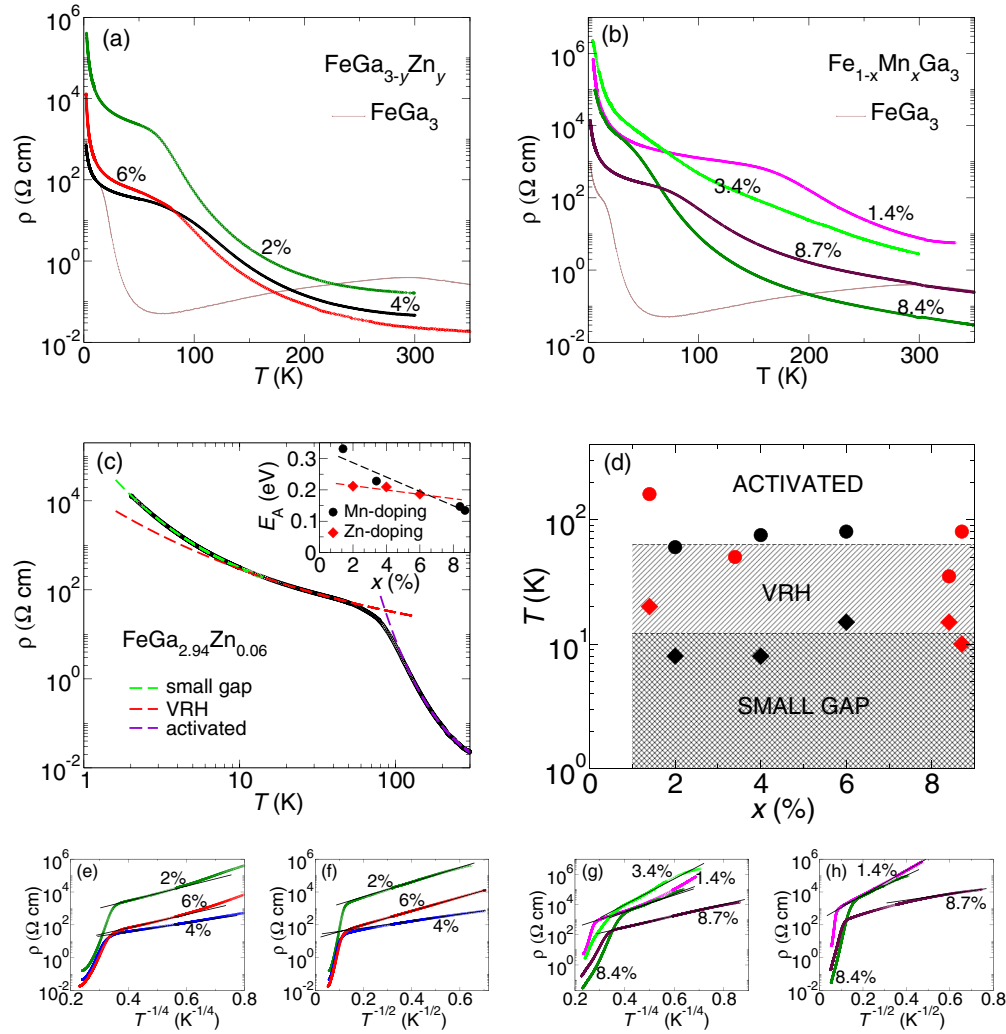 (a)
FeGa3-yZny
FeGa3
6%
2%
4%
ρ (Ω cm)
10^6
10^4
10^2
10^0
10^-2
0 100 200 300
T (K)
(b)
Fe1-xMnxGa3
FeGa3
3.4%
1.4%
8.7%
8.4%
ρ (Ω cm)
10^6
10^4
10^2
10^0
10^-2
0 100 200 300
T (K)
(c)
FeGa2.94Zn0.06
small gap
VRH
activated
ρ (Ω cm)
10^4
10^2
10^0
10^-2
1 10 100
T (K)
EA (eV)
0.3
0.2
0.1
0
Mn-doping
Zn-doping
0 2 4 6 8
x (%)
(d)
ACTIVATED
VRH
SMALL GAP
T (K)
10^2
10^1
10^0
0 2 4 6 8
x (%)
(e)
2%
6%
4%
ρ (Ω cm)
10^6
10^4
10^2
10^0
10^-2
0.2 0.4 0.6 0.8
T^-1/4 (K^-1/4)
(f)
2%
6%
4%
ρ (Ω cm)
10^6
10^4
10^2
10^0
10^-2
0 0.2 0.4 0.6
T^-1/2 (K^-1/2)
(g)
3.4%
1.4%
8.7%
8.4%
ρ (Ω cm)
10^6
10^4
10^2
10^0
10^-2
0.2 0.4 0.6 0.8
T^-1/4 (K^-1/4)
(h)
1.4%
8.7%
8.4%
ρ (Ω cm)
10^6
10^4
10^2
10^0
10^-2
0 0.2 0.4 0.6 0.8
T^-1/2 (K^-1/2)